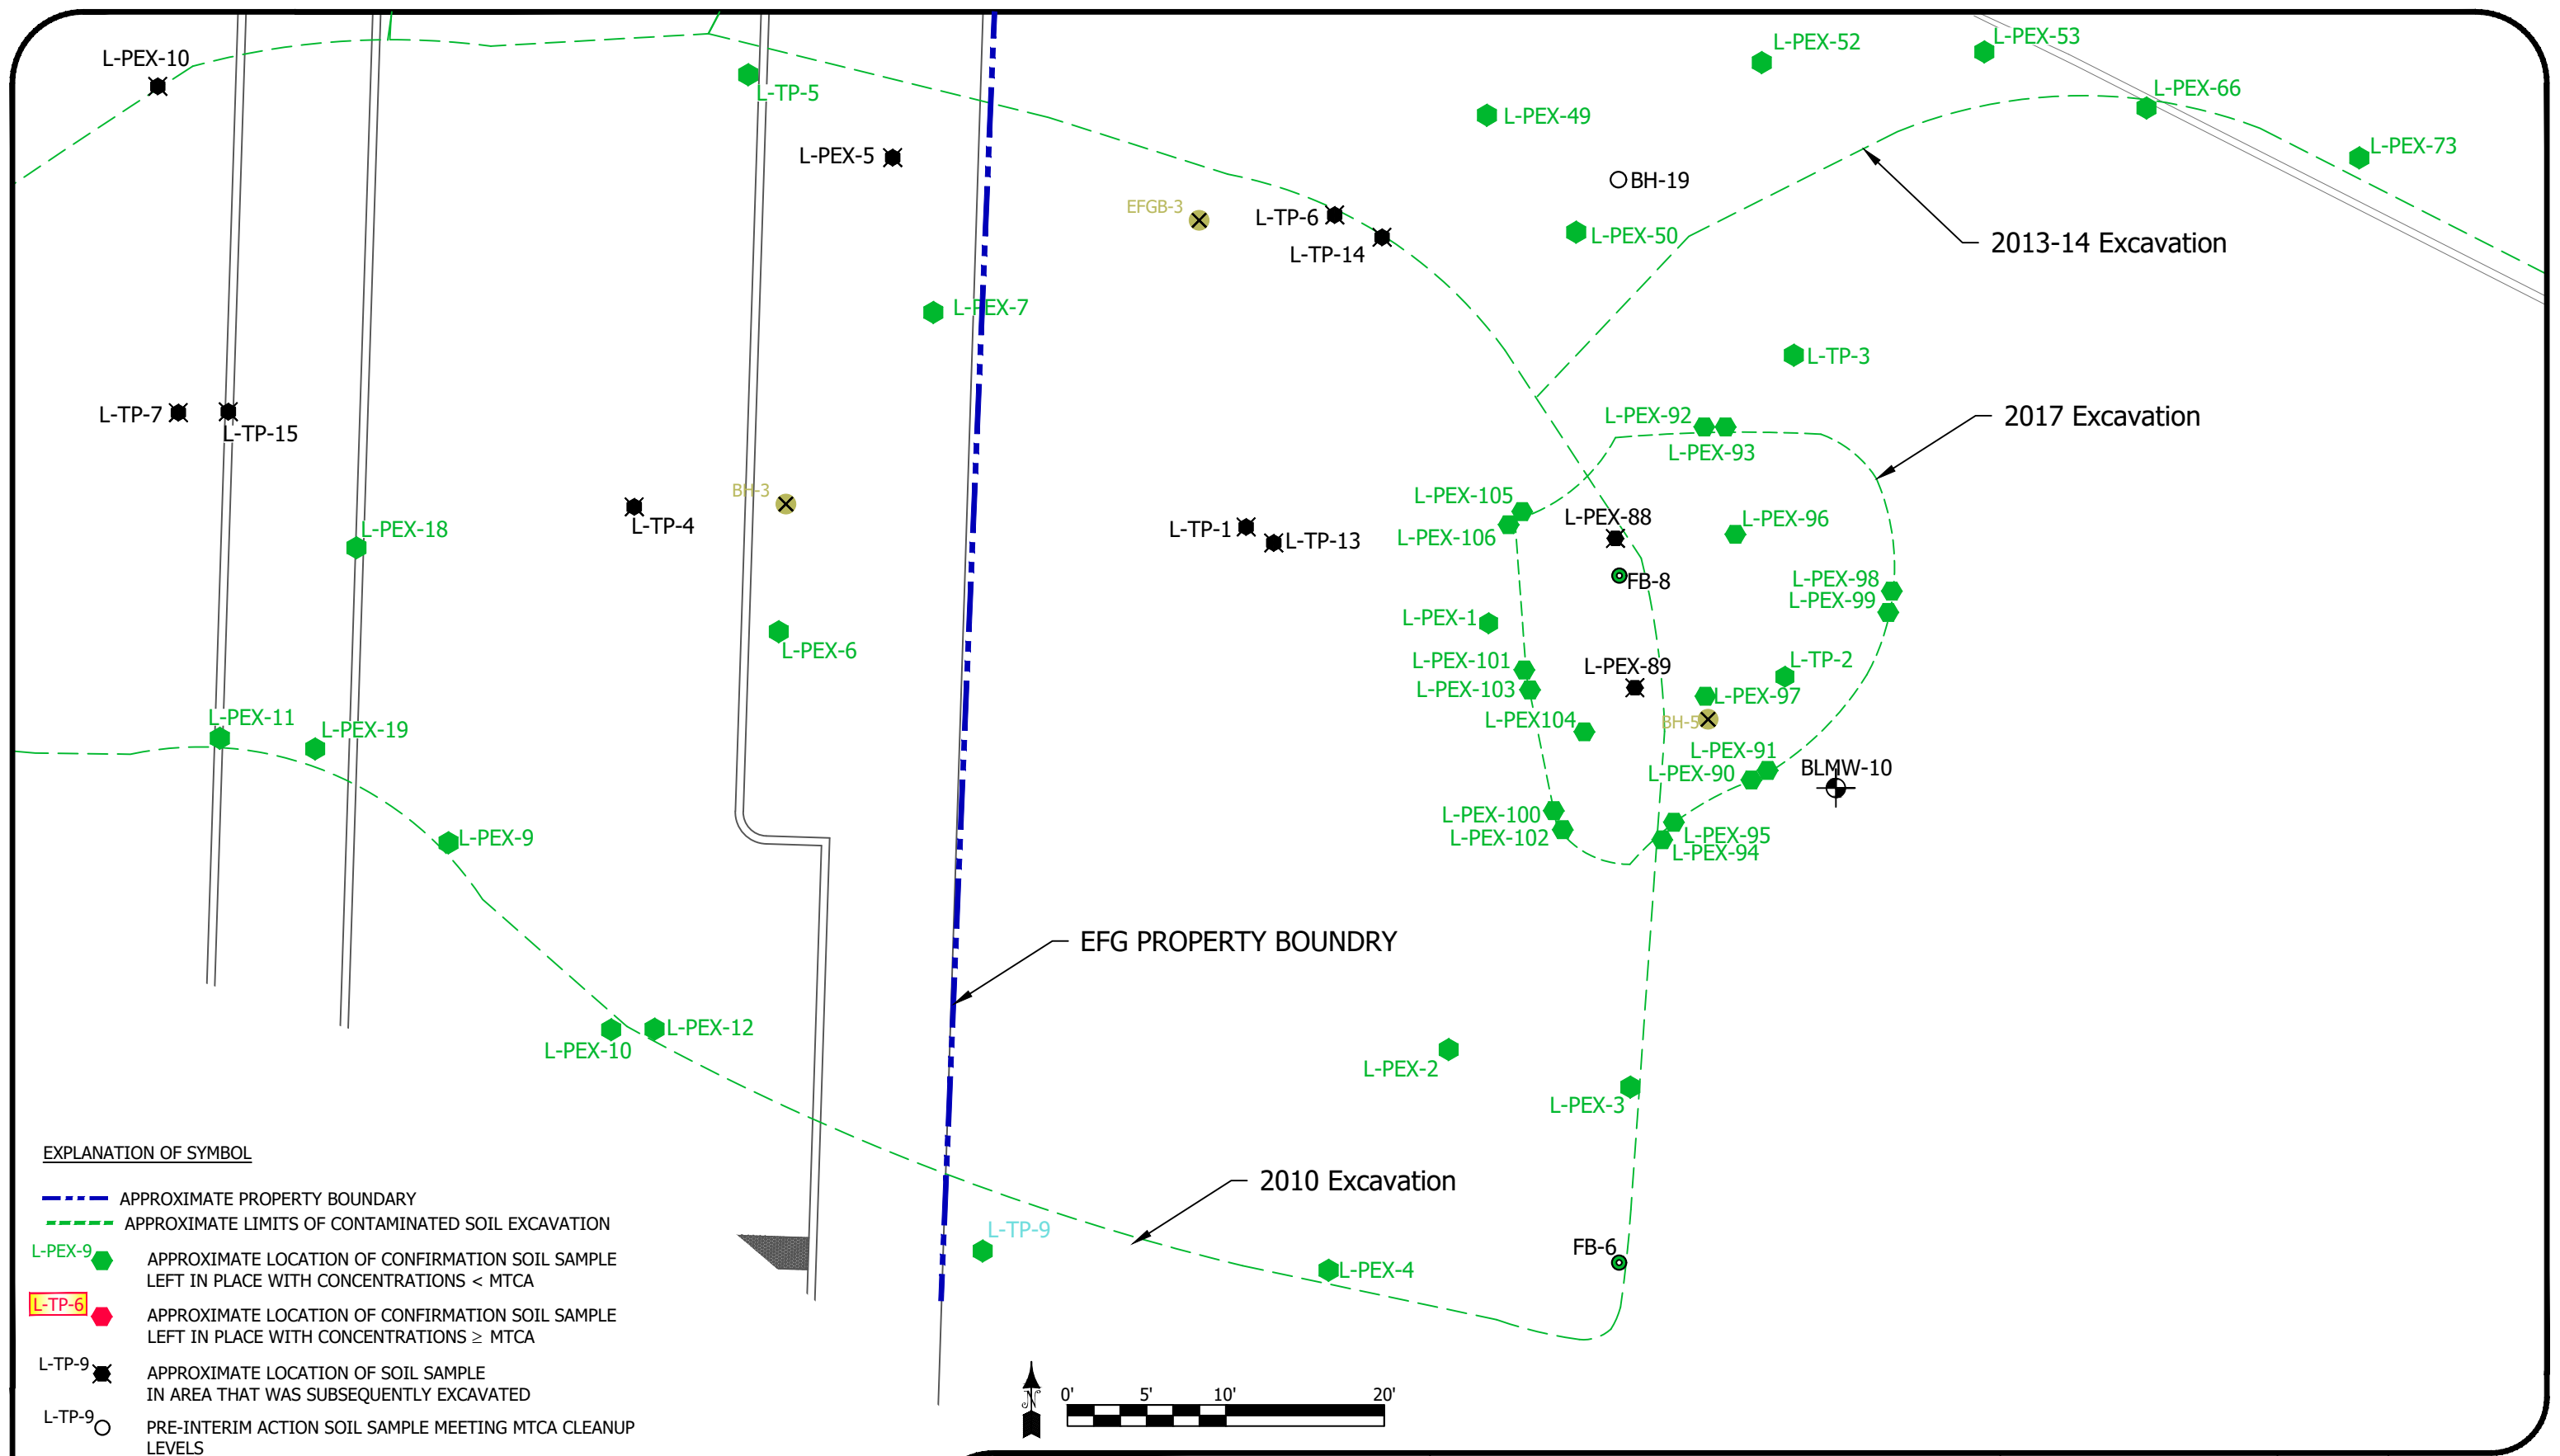 L-PEX-10
L-TP-5
L-PEX-5
L-PEX-52
L-PEX-53
L-PEX-66
L-PEX-49
L-PEX-73
BH-19
EFGB-3
L-TP-6
L-TP-14
L-PEX-50
2013-14 Excavation
L-PEX-7
L-TP-3
L-TP-7
L-TP-15
L-PEX-92
L-PEX-93
2017 Excavation
BH-3
L-TP-4
L-PEX-18
L-TP-1
L-TP-13
L-PEX-105
L-PEX-106
L-PEX-88
L-PEX-96
FB-8
L-PEX-98
L-PEX-99
L-PEX-1
L-PEX-6
L-PEX-101
L-PEX-103
L-PEX-89
L-TP-2
L-PEX-97
L-PEX104
BH-5
L-PEX-11
L-PEX-19
L-PEX-91
L-PEX-90
BLMW-10
L-PEX-9
L-PEX-100
L-PEX-102
L-PEX-95
L-PEX-94
EFG PROPERTY BOUNDRY
L-PEX-12
L-PEX-10
L-PEX-2
L-PEX-3
2010 Excavation
L-TP-9
FB-6
L-PEX-4
EXPLANATION OF SYMBOL
APPROXIMATE PROPERTY BOUNDARY
APPROXIMATE LIMITS OF CONTAMINATED SOIL EXCAVATION
L-PEX-9
APPROXIMATE LOCATION OF CONFIRMATION SOIL SAMPLE
LEFT IN PLACE WITH CONCENTRATIONS < MTCA
L-TP-6
APPROXIMATE LOCATION OF CONFIRMATION SOIL SAMPLE
LEFT IN PLACE WITH CONCENTRATIONS ≥ MTCA
L-TP-9
APPROXIMATE LOCATION OF SOIL SAMPLE
IN AREA THAT WAS SUBSEQUENTLY EXCAVATED
L-TP-9
PRE-INTERIM ACTION SOIL SAMPLE MEETING MTCA CLEANUP
LEVELS
N
0' 5' 10' 20'